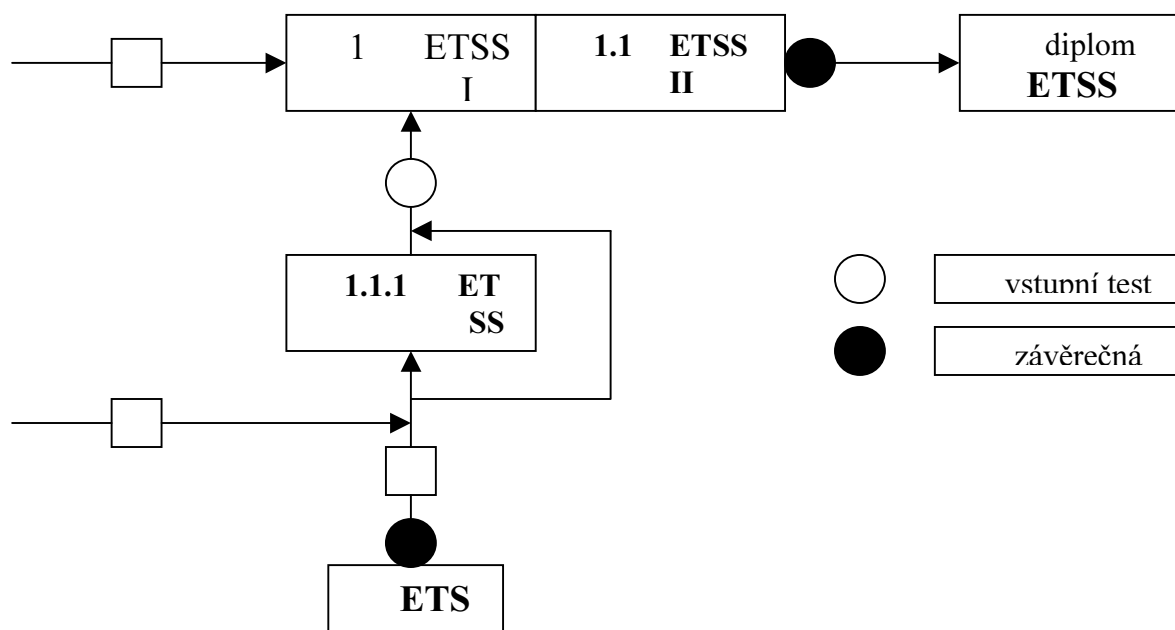 1 ETSS
I
1.1 ETSS
II
diplom
ETSS
1.1.1 ET
SS
vstupní test
závěrečná
ETS